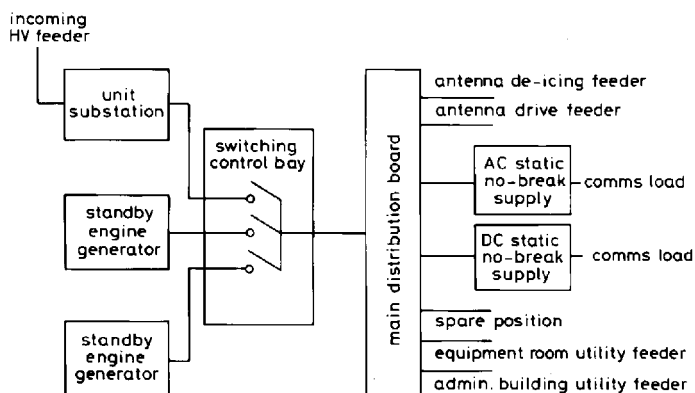 incoming
HV feeder
unit
substation
switching
control bay
standby
engine
generator
standby
engine
generator
main distribution board
antenna de-icing feeder
antenna drive feeder
AC static
no-break
supply
comms load
DC static
no-break
supply
comms load
spare position
equipment room utility feeder
admin. building utility feeder